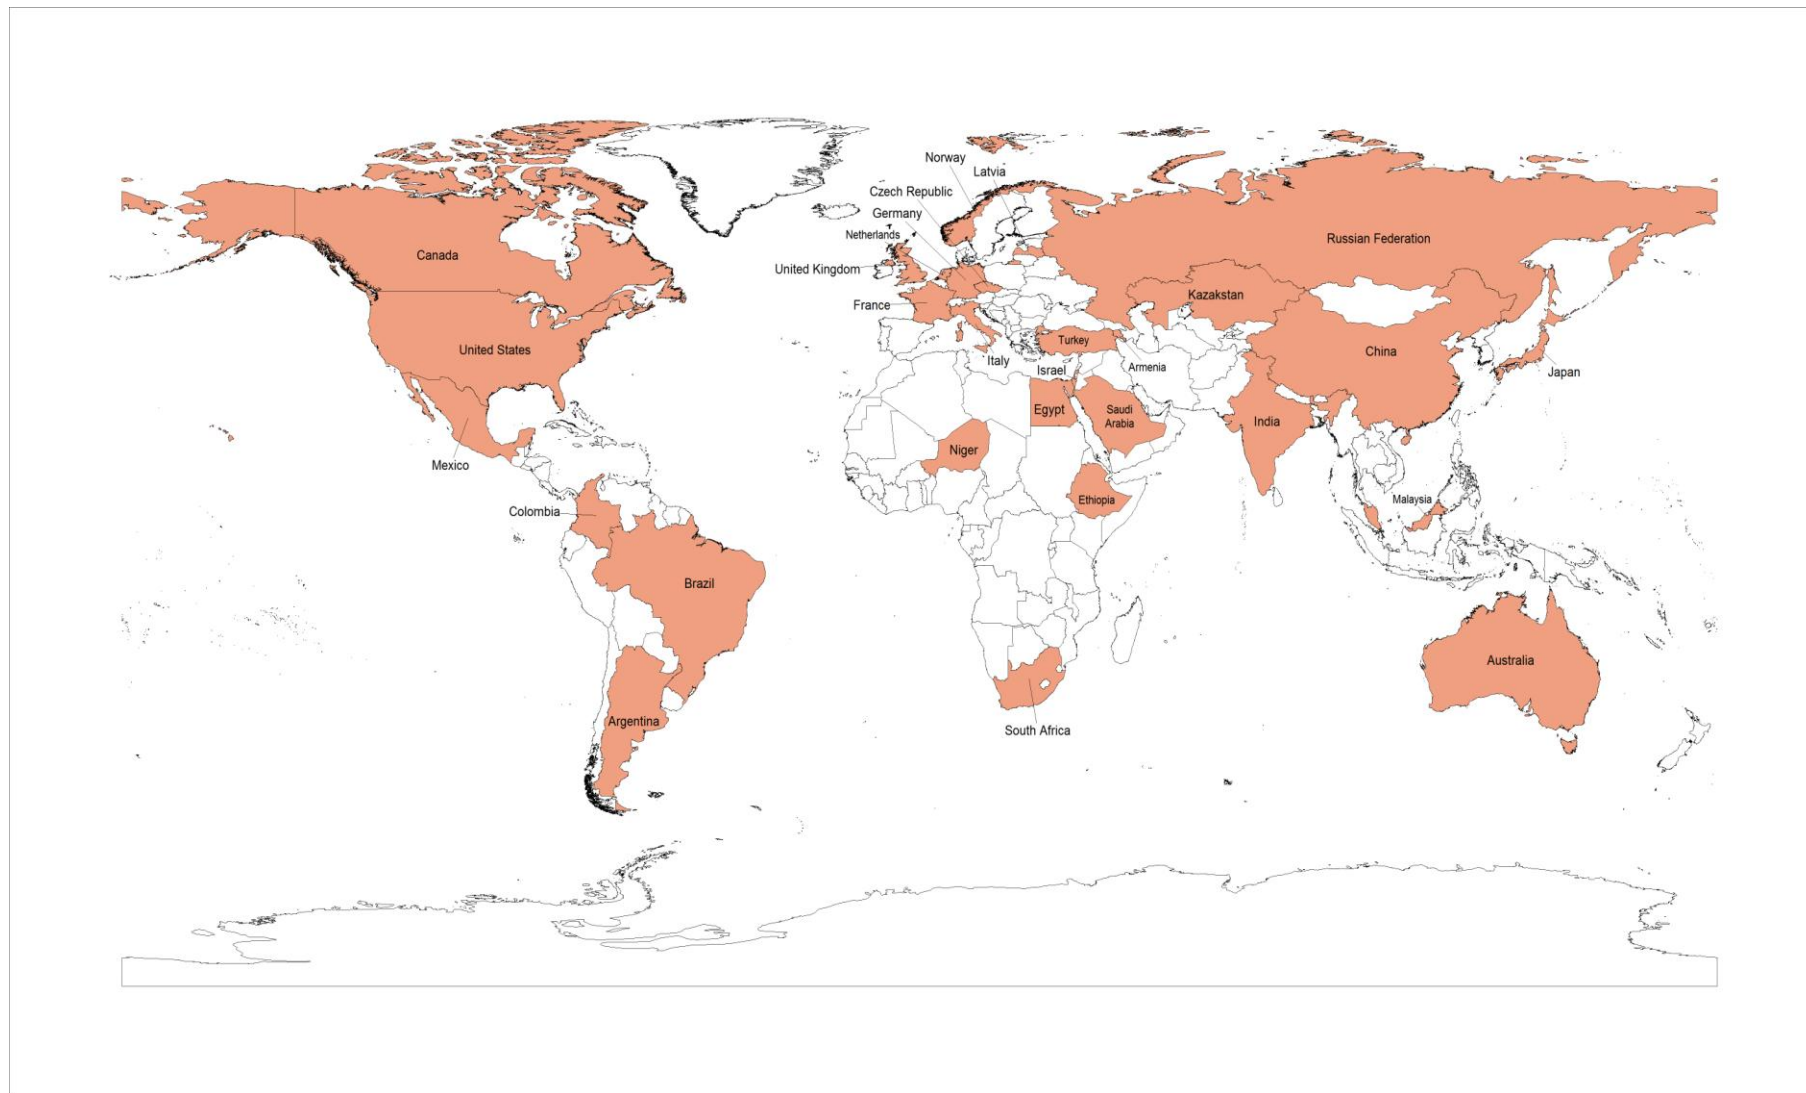 Norway
Latvia
Czech Republic
Germany
Netherlands
Canada
Russian Federation
United Kingdom
Kazakstan
France
Turkey
United States
China
Italy
Israel
Armenia
Japan
Egypt
Saudi
Arabia
India
Niger
Mexico
Ethiopia
Malaysia
Colombia
Brazil
Australia
Argentina
South Africa